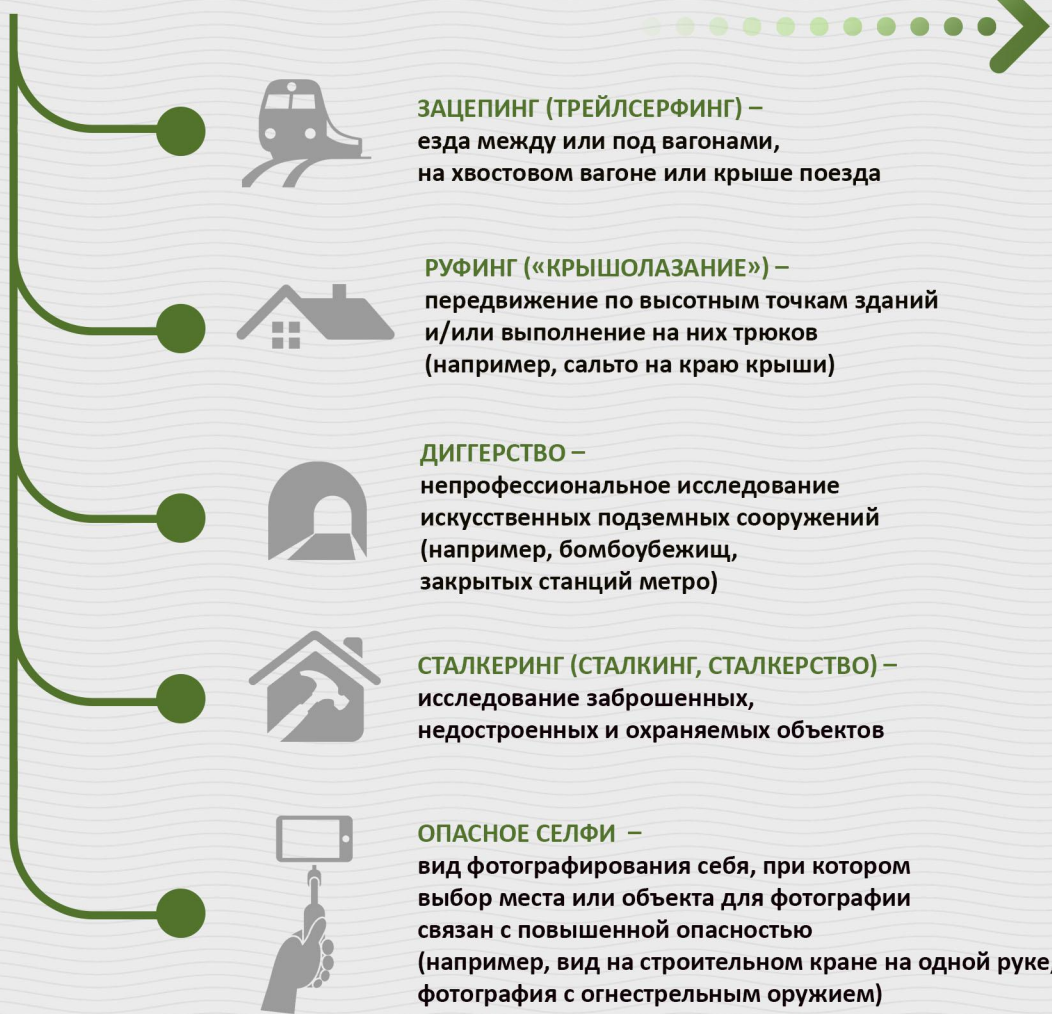 ЗАЦЕПИНГ (ТРЕЙЛСЕРФИНГ) –
езда между или под вагонами,
на хвостовом вагоне или крыше поезда
РУФИНГ («КРЫШОЛАЗАНИЕ») –
передвижение по высотным точкам зданий
и/или выполнение на них трюков
(например, сальто на краю крыши)
ДИГГЕРСТВО –
непрофессиональное исследование
искусственных подземных сооружений
(например, бомбоубежищ,
закрытых станций метро)
СТАЛКЕРИНГ (СТАЛКИНГ, СТАЛКЕРСТВО) –
исследование заброшенных,
недостроенных и охраняемых объектов
ОПАСНОЕ СЕЛФИ –
вид фотографирования себя, при котором
выбор места или объекта для фотографии
связан с повышенной опасностью
(например, вид на строительном кране на одной руке,
фотография с огнестрельным оружием)